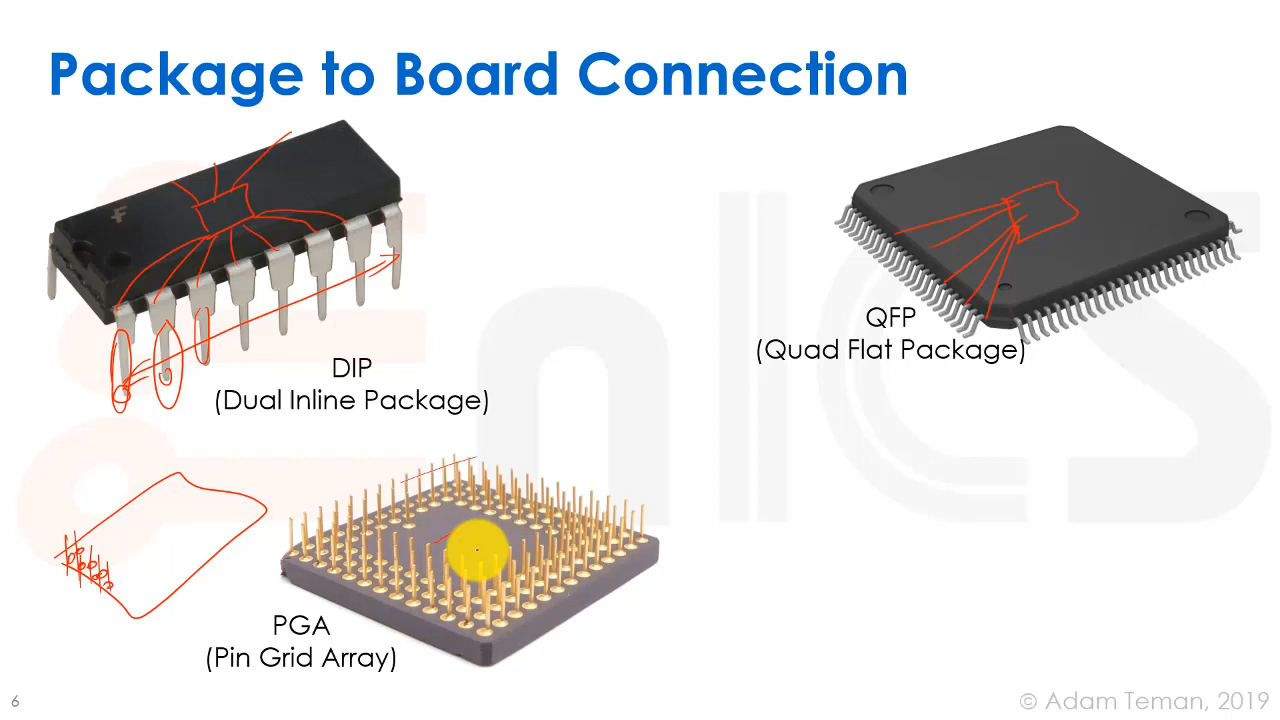 Package to Board Connection
DIP
(Dual Inline Package)
QFP
(Quad Flat Package)
PGA
(Pin Grid Array)
6
© Adam Teman, 2019